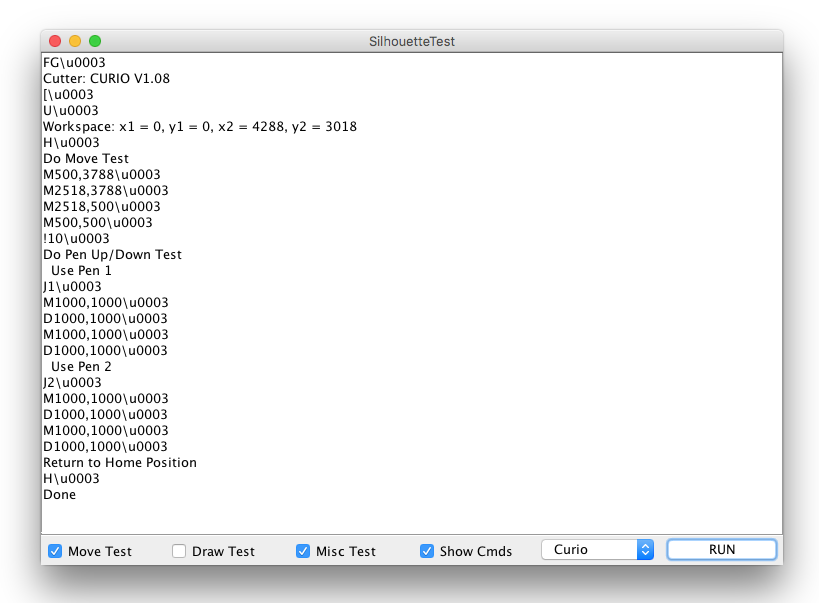 SilhouetteTest
FG\u0003
Cutter: CURIO V1.08
[\u0003
U\u0003
Workspace: x1 = 0, y1 = 0, x2 = 4288, y2 = 3018
H\u0003
Do Move Test
M500,3788\u0003
M2518,3788\u0003
M2518,500\u0003
M500,500\u0003
!10\u0003
Do Pen Up/Down Test
  Use Pen 1
J1\u0003
M1000,1000\u0003
D1000,1000\u0003
M1000,1000\u0003
D1000,1000\u0003
  Use Pen 2
J2\u0003
M1000,1000\u0003
D1000,1000\u0003
M1000,1000\u0003
D1000,1000\u0003
Return to Home Position
H\u0003
Done
Move Test Draw Test Misc Test Show Cmds Curio RUN